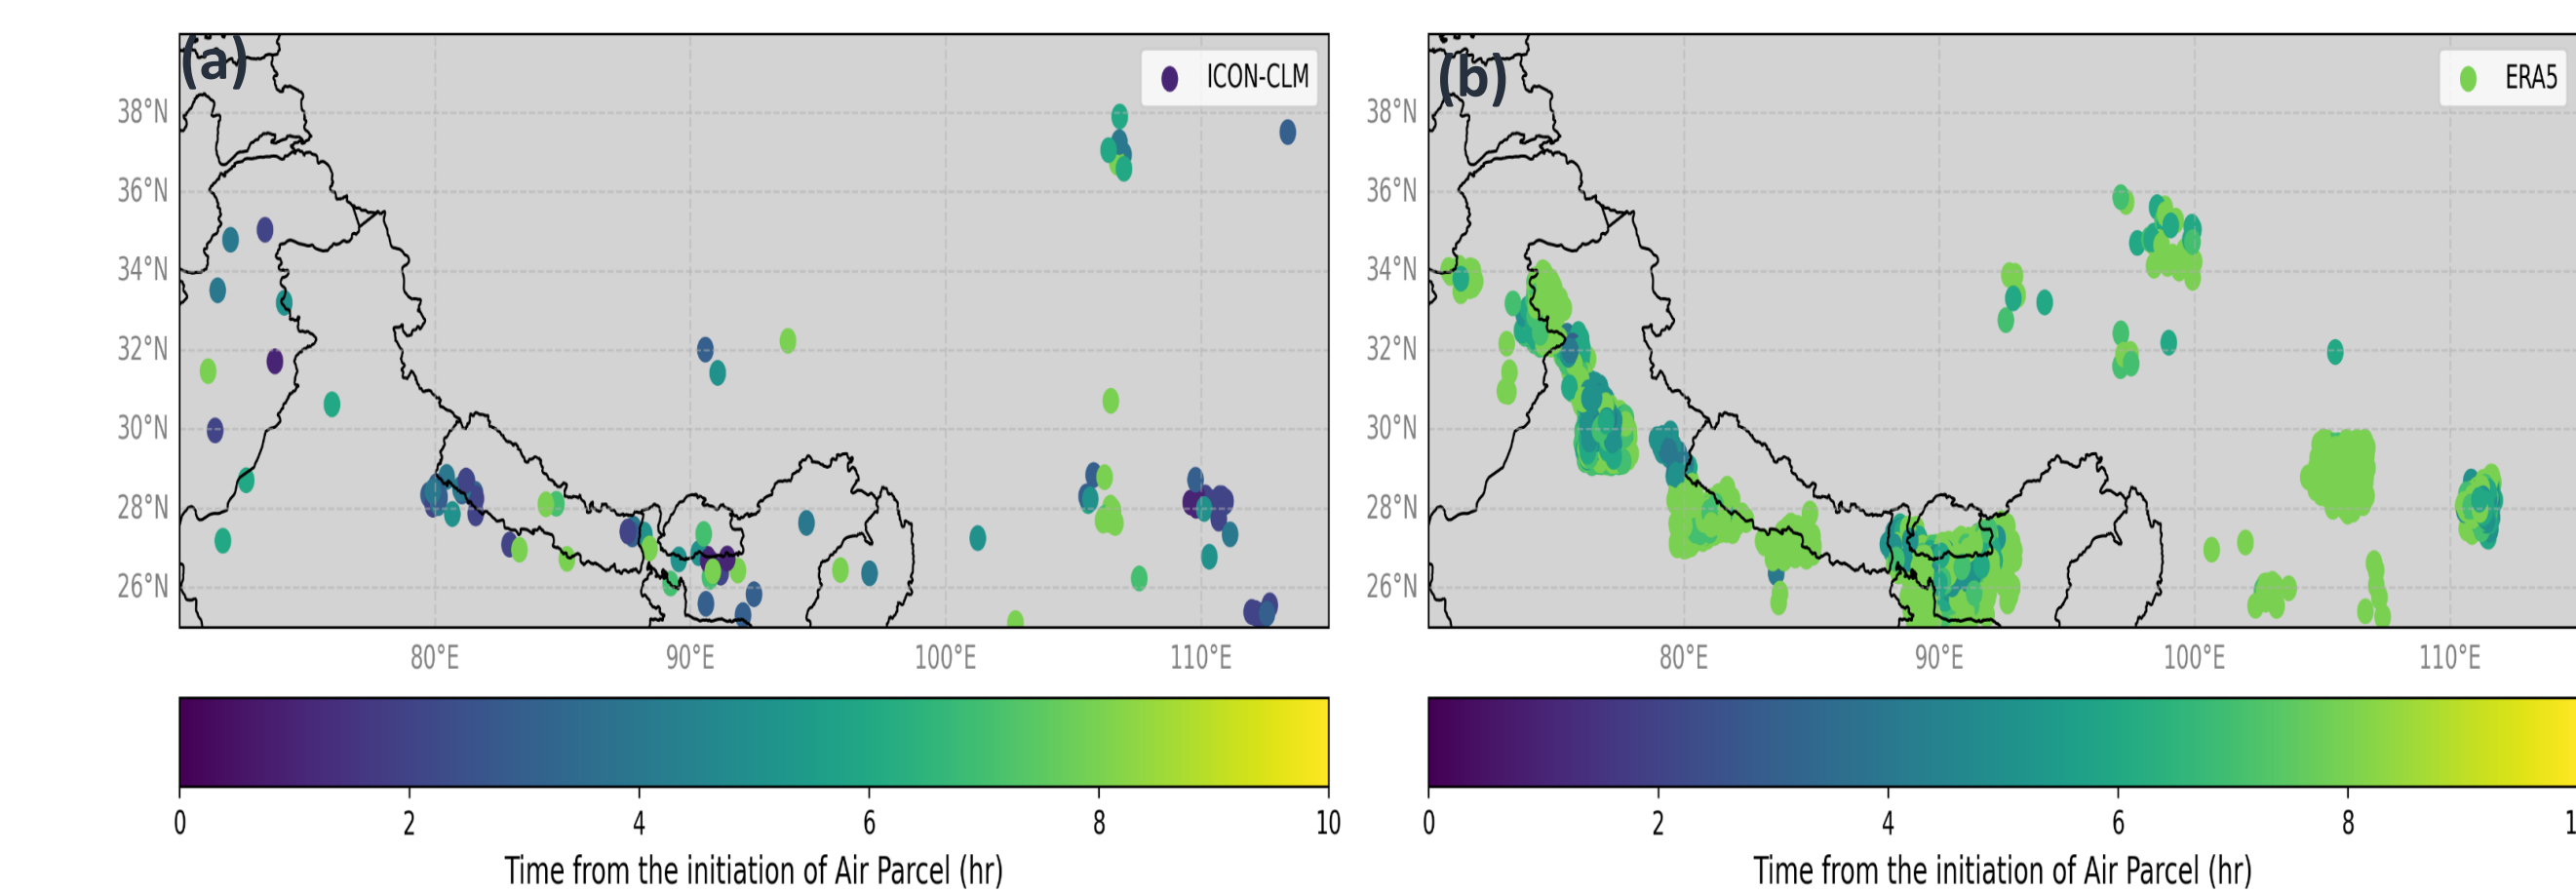 (a)
ICON-CLM
38°N
36°N
34°N
32°N
30°N
28°N
26°N
80°E
90°E
100°E
110°E
0
2
4
6
8
10
Time from the initiation of Air Parcel (hr)
(b)
ERA5
38°N
36°N
34°N
32°N
30°N
28°N
26°N
80°E
90°E
100°E
110°E
0
2
4
6
8
1
Time from the initiation of Air Parcel (hr)